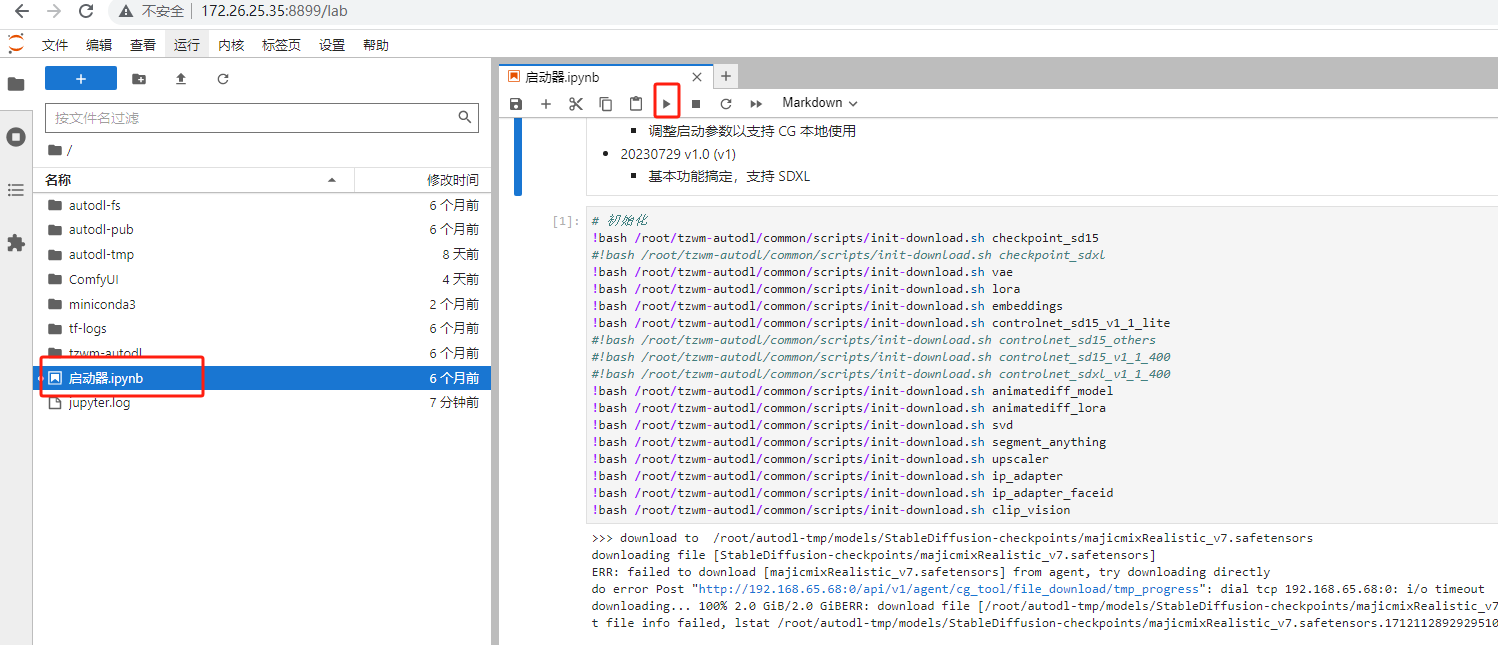 不安全 172.26.25.35:8899/lab
文件 编辑 查看 运行 内核 标签页 设置 帮助
+
启动器.ipynb
Markdown
按文件名过滤
/
名称 修改时间
autodl-fs 6 个月前
autodl-pub 6 个月前
autodl-tmp 8 天前
ComfyUI 4 天前
miniconda3 2 个月前
tf-logs 6 个月前
tzwm-autodl 6 个月前
启动器.ipynb 6 个月前
jupyter.log 7 分钟前
调整启动参数以支持 CG 本地使用
20230729 v1.0 (v1)
基本功能搞定，支持 SDXL
[1]: # 初始化
!bash /root/tzwm-autodl/common/scripts/init-download.sh checkpoint_sd15
#!bash /root/tzwm-autodl/common/scripts/init-download.sh checkpoint_sdxl
!bash /root/tzwm-autodl/common/scripts/init-download.sh vae
!bash /root/tzwm-autodl/common/scripts/init-download.sh lora
!bash /root/tzwm-autodl/common/scripts/init-download.sh embeddings
!bash /root/tzwm-autodl/common/scripts/init-download.sh controlnet_sd15_v1_1_lite
#!bash /root/tzwm-autodl/common/scripts/init-download.sh controlnet_sd15_others
#!bash /root/tzwm-autodl/common/scripts/init-download.sh controlnet_sd15_v1_1_400
#!bash /root/tzwm-autodl/common/scripts/init-download.sh controlnet_sdxl_v1_1_400
!bash /root/tzwm-autodl/common/scripts/init-download.sh animatediff_model
!bash /root/tzwm-autodl/common/scripts/init-download.sh animatediff_lora
!bash /root/tzwm-autodl/common/scripts/init-download.sh svd
!bash /root/tzwm-autodl/common/scripts/init-download.sh segment_anything
!bash /root/tzwm-autodl/common/scripts/init-download.sh upscaler
!bash /root/tzwm-autodl/common/scripts/init-download.sh ip_adapter
!bash /root/tzwm-autodl/common/scripts/init-download.sh ip_adapter_faceid
!bash /root/tzwm-autodl/common/scripts/init-download.sh clip_vision
>>> download to /root/autodl-tmp/models/StableDiffusion-checkpoints/majicmixRealistic_v7.safetensors
downloading file [StableDiffusion-checkpoints/majicmixRealistic_v7.safetensors]
ERR: failed to download [majicmixRealistic_v7.safetensors] from agent, try downloading directly
do error Post "http://192.168.65.68:0/api/v1/agent/cg_tool/file_download/tmp_progress": dial tcp 192.168.65.68:0: i/o timeout
downloading... 100% 2.0 GiB/2.0 GiBERR: download file [/root/autodl-tmp/models/StableDiffusion-checkpoints/majicmixRealistic_v7
t file info failed, lstat /root/autodl-tmp/models/StableDiffusion-checkpoints/majicmixRealistic_v7.safetensors.1712112892929510